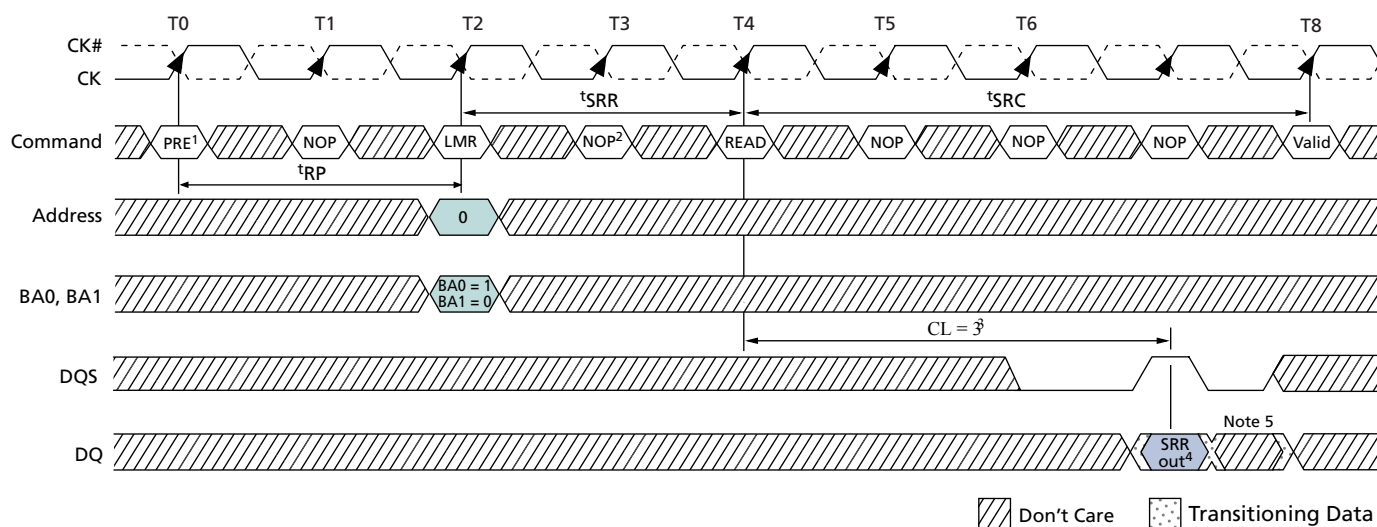 T0 T1 T2 T3 T4 T5 T6 T8
CK#
CK
tSRR tSRC
Command PRE1 NOP LMR NOP2 READ NOP NOP NOP Valid
tRP
Address 0
BA0, BA1 BA0 = 1
BA1 = 0
CL = 33
DQS
Note 5
DQ SRR
out4
Don't Care Transitioning Data